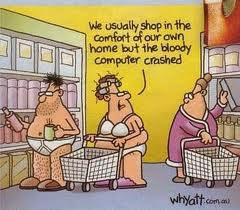 We usually shop in the
comfort of our own
home but the bloody
computer crashed
whyatt.com.au